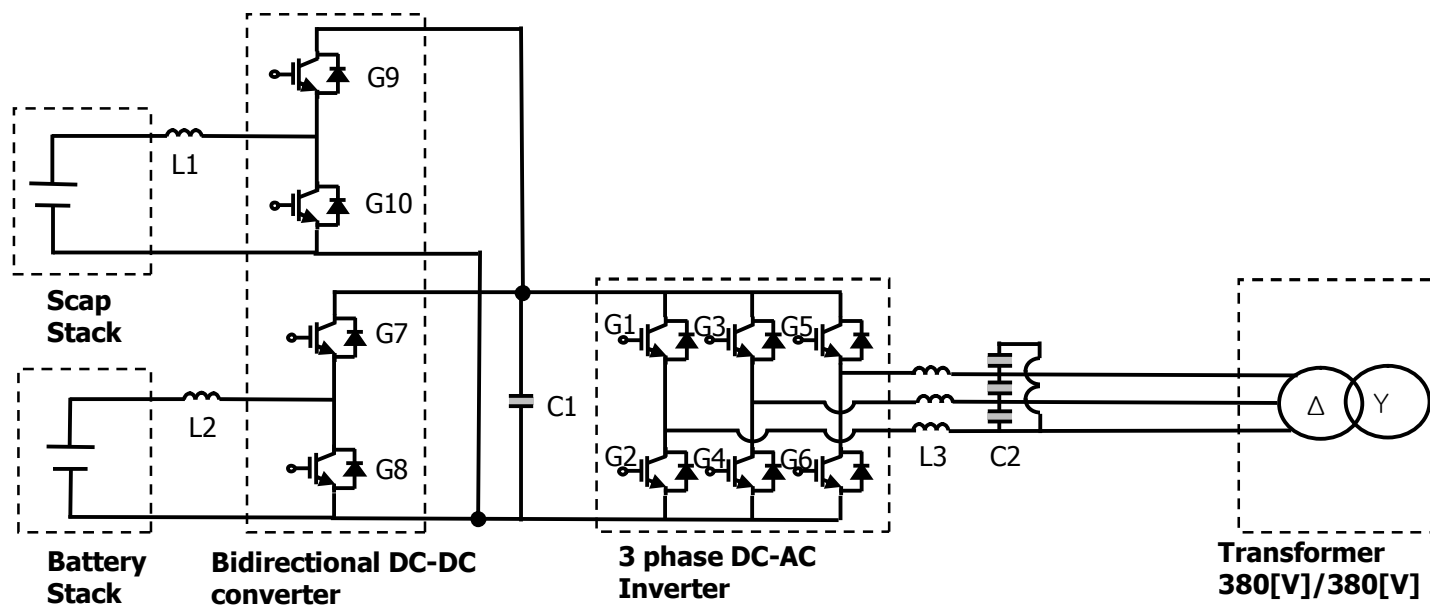 G9
L1
G10
Scap
Stack
G7
G1
G3
G5
C1
L2
Δ
Y
G8
G2
G4
G6
L3
C2
Battery
Stack
Bidirectional DC-DC
converter
3 phase DC-AC
Inverter
Transformer
380[V]/380[V]